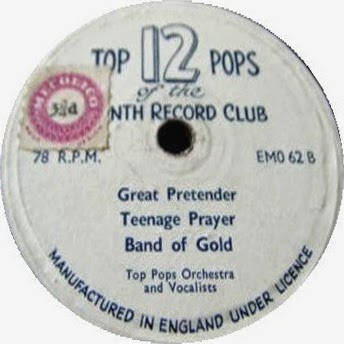 TOP 12 POPS
of the
NTH RECORD CLUB
MECOLICO
78 R.P.M.
EMO 62 B
Great Pretender
Teenage Prayer
Band of Gold
Top Pops Orchestra
and Vocalists
MANUFACTURED IN ENGLAND UNDER LICENCE